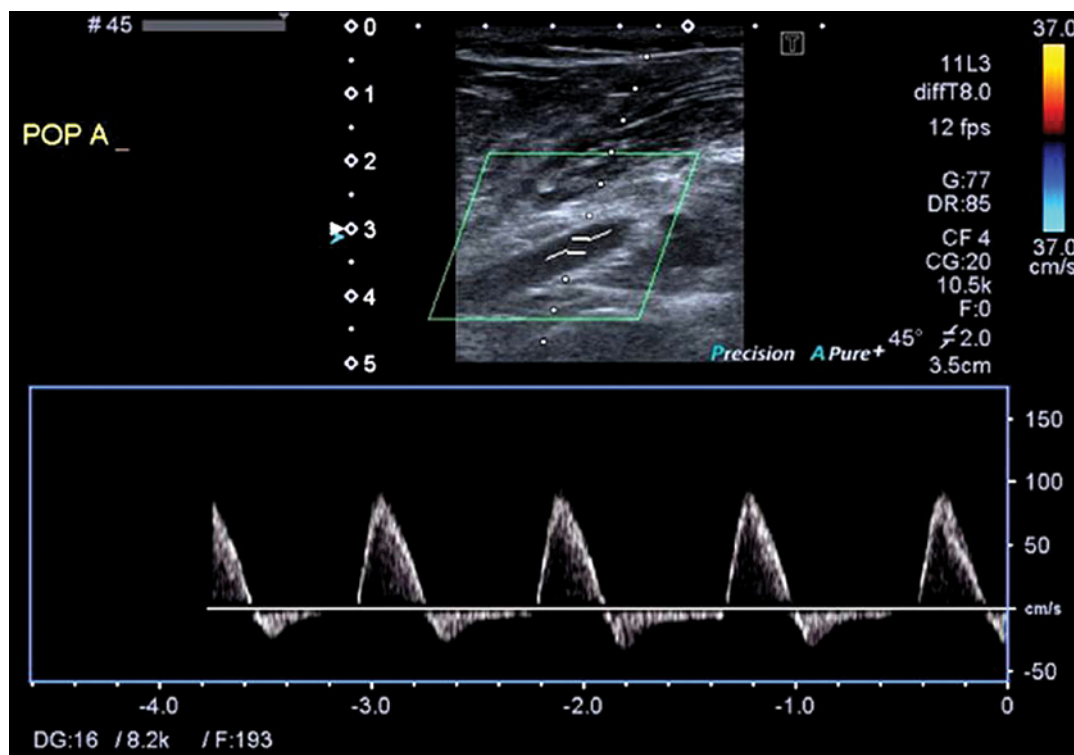 # 45
0
1
2
3
4
5
POP A _
T
11L3
diffT8.0
12 fps
G:77
DR:85
CF 4
CG:20
10.5k
F:0
45° 2.0
3.5cm
Precision APure+
37.0
37.0
cm/s
150
100
50
cm/s
-50
-4.0 -3.0 -2.0 -1.0 0
DG:16 / 8.2k / F:193